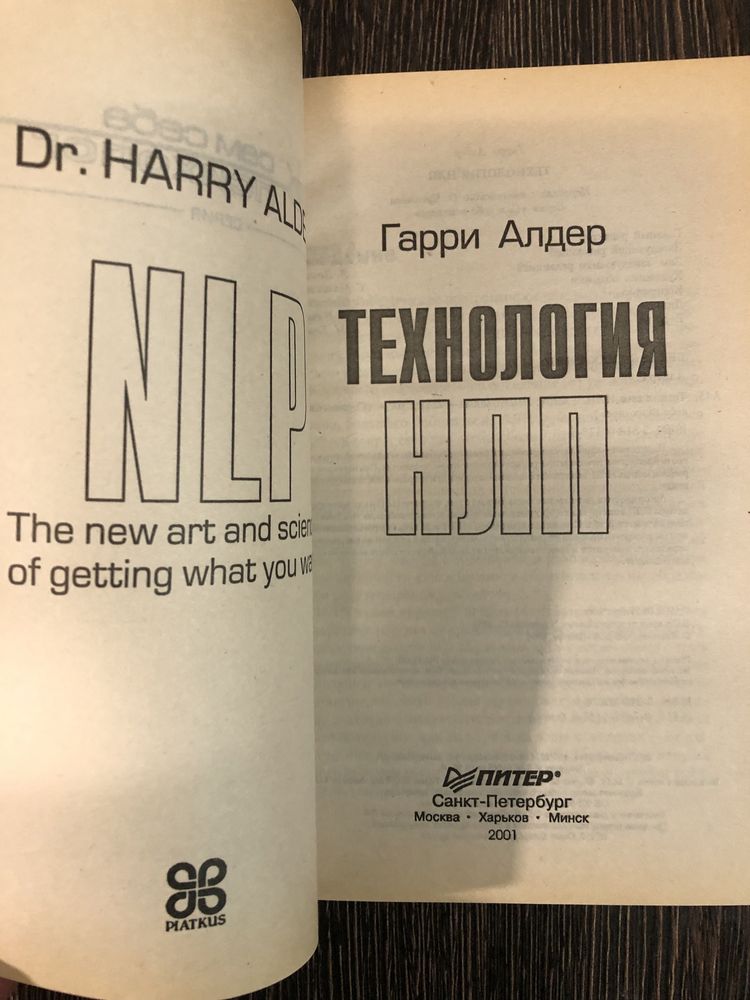 Dr. HARRY ALDE
NLP
The new art and scien
of getting what you wa
PIATKUS
Гарри Алдер
ТЕХНОЛОГИЯ
НЛП
ПИТЕР®
Санкт-Петербург
Москва • Харьков • Минск
2001